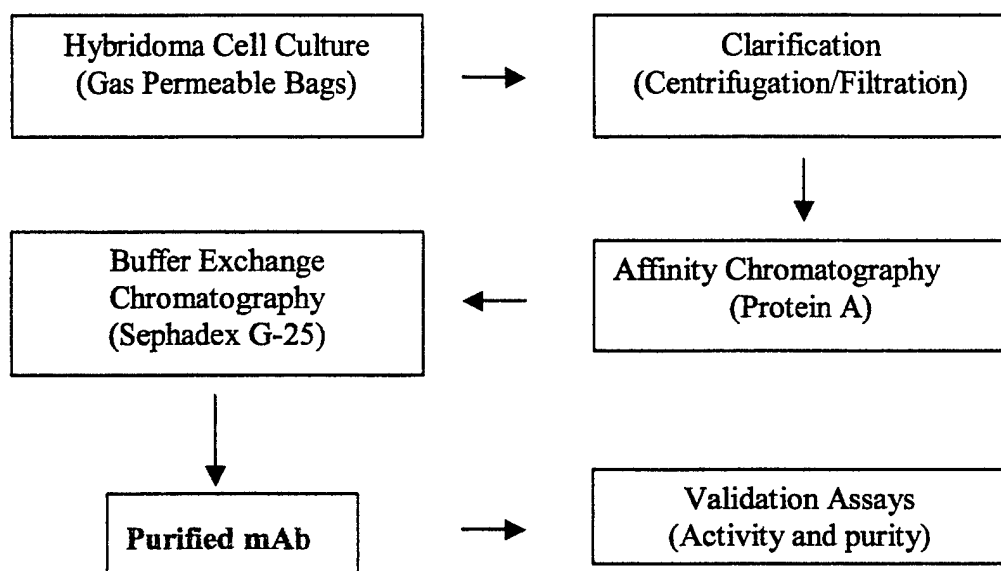 Hybridoma Cell Culture
(Gas Permeable Bags)
Clarification
(Centrifugation/Filtration)
Affinity Chromatography
(Protein A)
Buffer Exchange
Chromatography
(Sephadex G-25)
Purified mAb
Validation Assays
(Activity and purity)